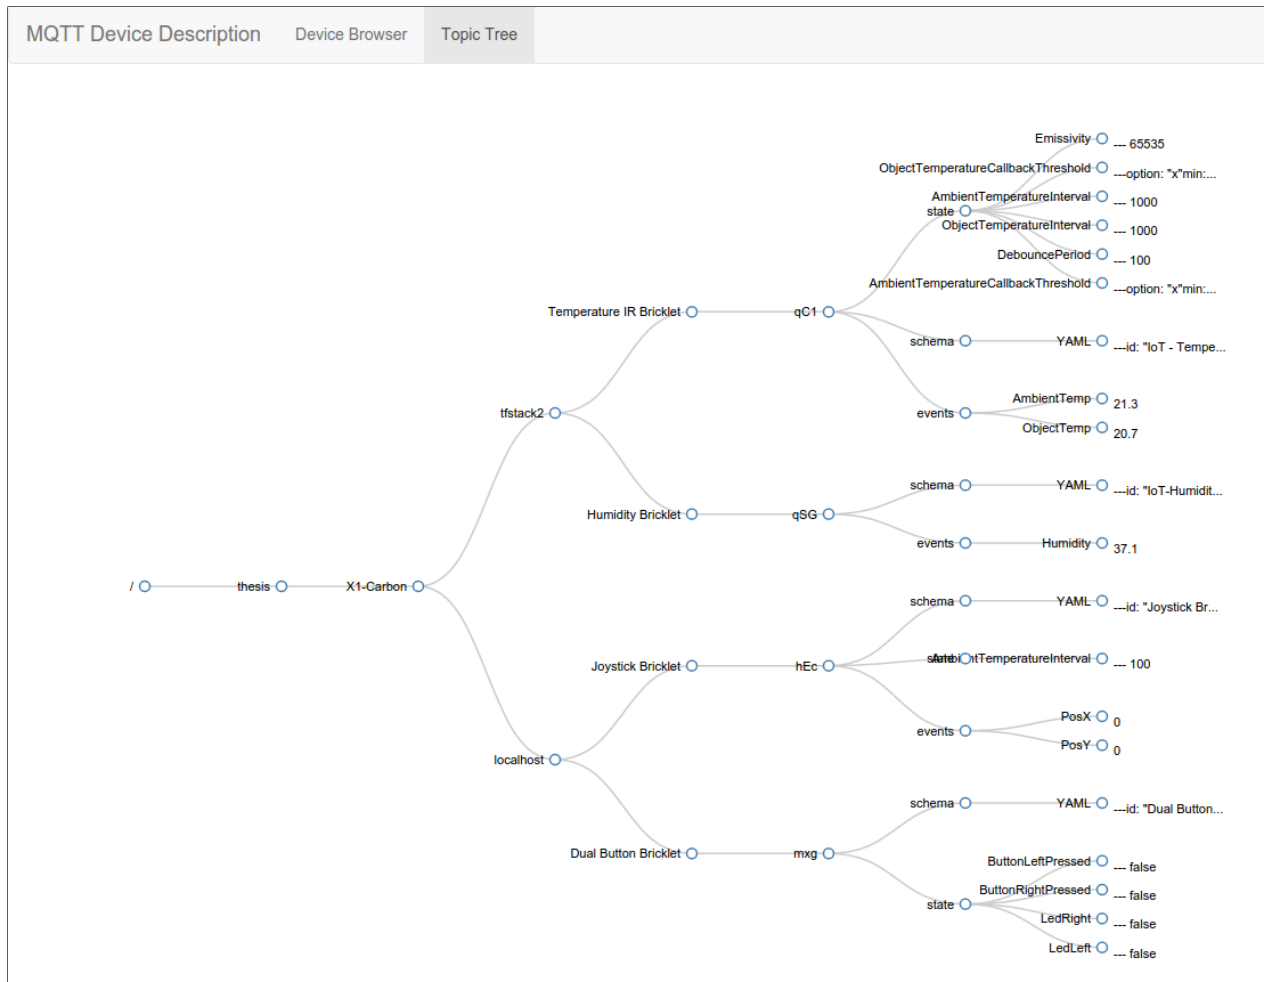 MQTT Device Description Device Browser Topic Tree
Emissivity --- 65535
ObjectTemperatureCallbackThreshold ---option: "x"min:...
AmbientTemperatureInterval --- 1000
state
ObjectTemperatureInterval --- 1000
DebouncePeriod --- 100
AmbientTemperatureCallbackThreshold ---option: "x"min:...
Temperature IR Bricklet qC1
schema YAML ---id: "IoT - Tempe...
AmbientTemp 21.3
tfstack2 events
ObjectTemp 20.7
schema YAML ---id: "IoT-Humidit...
Humidity Bricklet qSG
events Humidity 37.1
/ thesis X1-Carbon
schema YAML ---id: "Joystick Br...
state AmbientTemperatureInterval --- 100
Joystick Bricklet hEc
PosX 0
events
PosY 0
localhost
schema YAML ---id: "Dual Button...
Dual Button Bricklet mxg
ButtonLeftPressed --- false
ButtonRightPressed --- false
state
LedRight --- false
LedLeft --- false